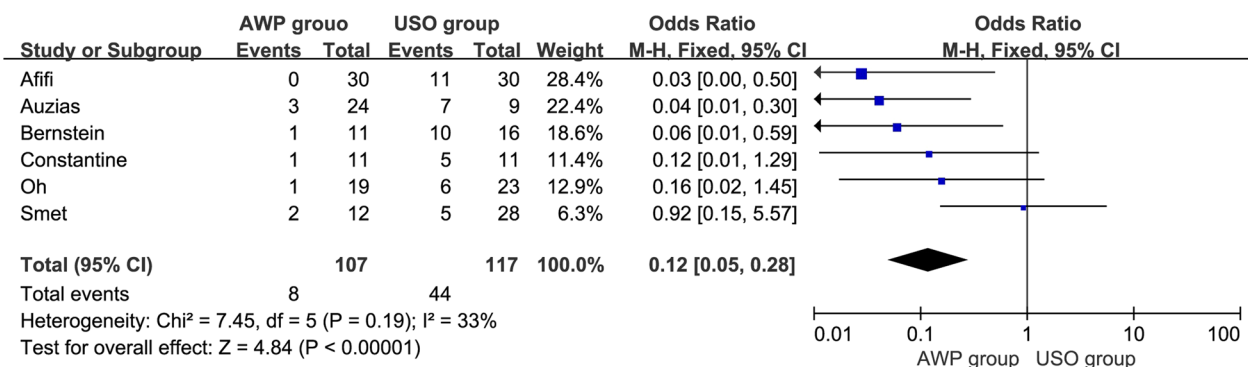 AWP grouo USO group Odds Ratio Odds Ratio
Study or Subgroup Events Total Events Total Weight M-H, Fixed, 95% CI M-H, Fixed, 95% CI
Afifi 0 30 11 30 28.4% 0.03 [0.00, 0.50]
Auzias 3 24 7 9 22.4% 0.04 [0.01, 0.30]
Bernstein 1 11 10 16 18.6% 0.06 [0.01, 0.59]
Constantine 1 11 5 11 11.4% 0.12 [0.01, 1.29]
Oh 1 19 6 23 12.9% 0.16 [0.02, 1.45]
Smet 2 12 5 28 6.3% 0.92 [0.15, 5.57]
Total (95% CI) 107 117 100.0% 0.12 [0.05, 0.28]
Total events 8 44
Heterogeneity: Chi² = 7.45, df = 5 (P = 0.19); I² = 33%
Test for overall effect: Z = 4.84 (P < 0.00001)
0.01 0.1 1 10 100
AWP group USO group